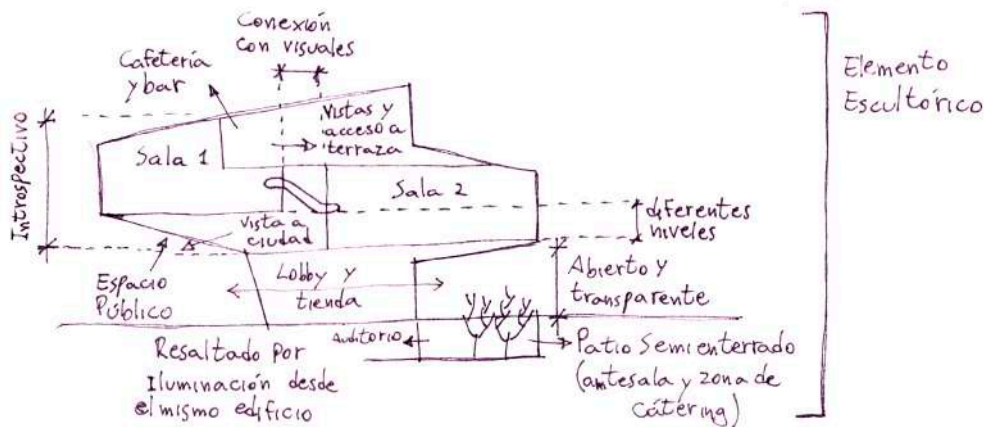 Conexión
con visuales
Cafetería
y bar
Elemento
Escultórico
Vistas y
acceso a
terraza
Introspectivo
Sala 1
Sala 2
diferentes
niveles
vista a
ciudad
Espacio
Público
Lobby y
tienda
Abierto y
transparente
Auditorio
Resaltado por
Iluminación desde
el mismo edificio
Patio Semienterrado
(antesala y zona de
cátering)